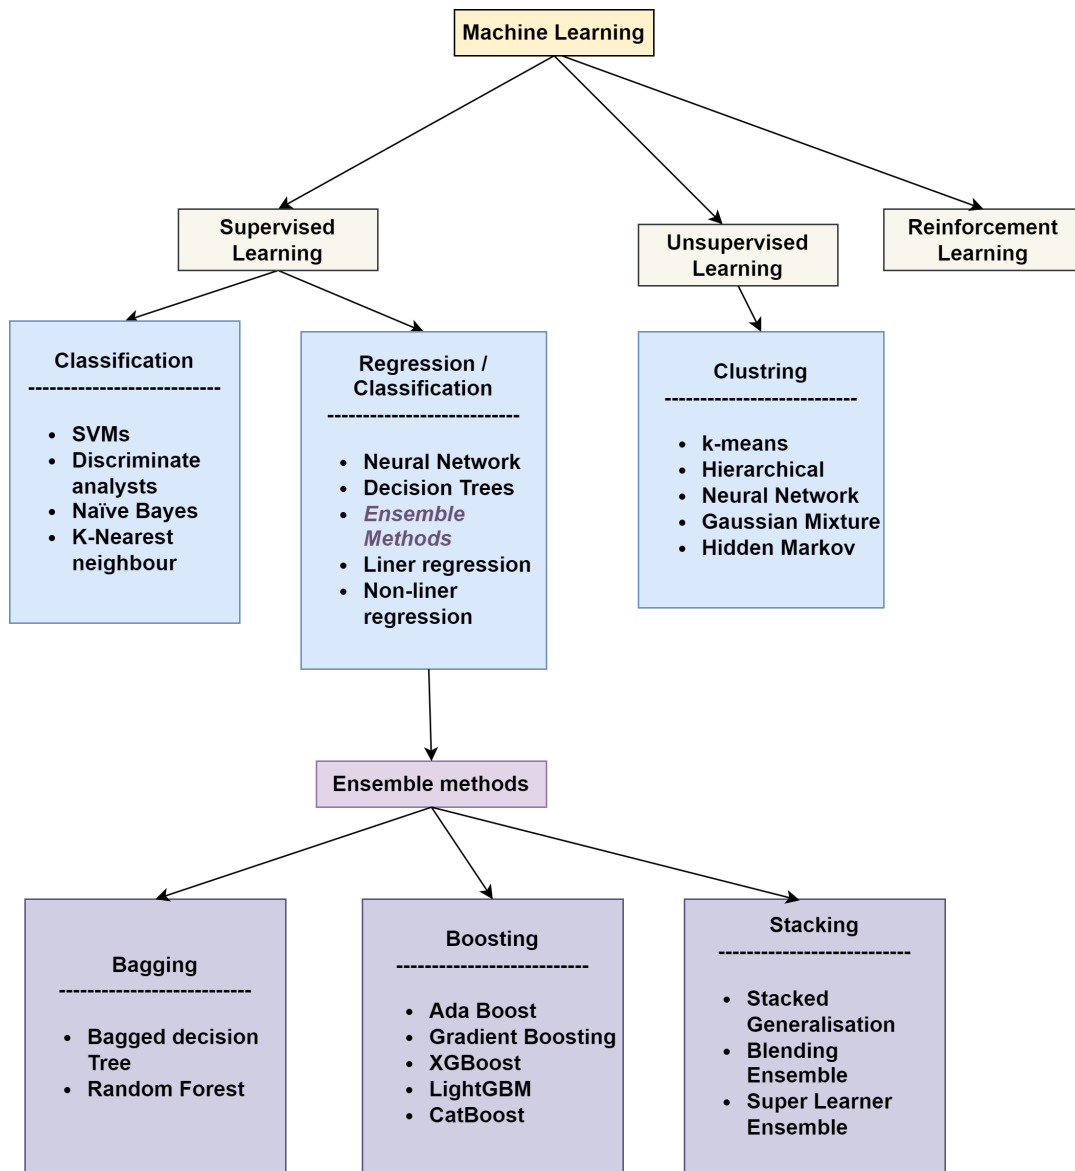 Machine Learning
Supervised
Learning
Unsupervised
Learning
Reinforcement
Learning
Classification
---------------------------
• SVMs
• Discriminate
analysts
• Naïve Bayes
• K-Nearest
neighbour
Regression /
Classification
---------------------------
• Neural Network
• Decision Trees
• Ensemble
Methods
• Liner regression
• Non-liner
regression
Clustring
---------------------------
• k-means
• Hierarchical
• Neural Network
• Gaussian Mixture
• Hidden Markov
Ensemble methods
Bagging
---------------------------
• Bagged decision
Tree
• Random Forest
Boosting
---------------------------
• Ada Boost
• Gradient Boosting
• XGBoost
• LightGBM
• CatBoost
Stacking
---------------------------
• Stacked
Generalisation
• Blending
Ensemble
• Super Learner
Ensemble